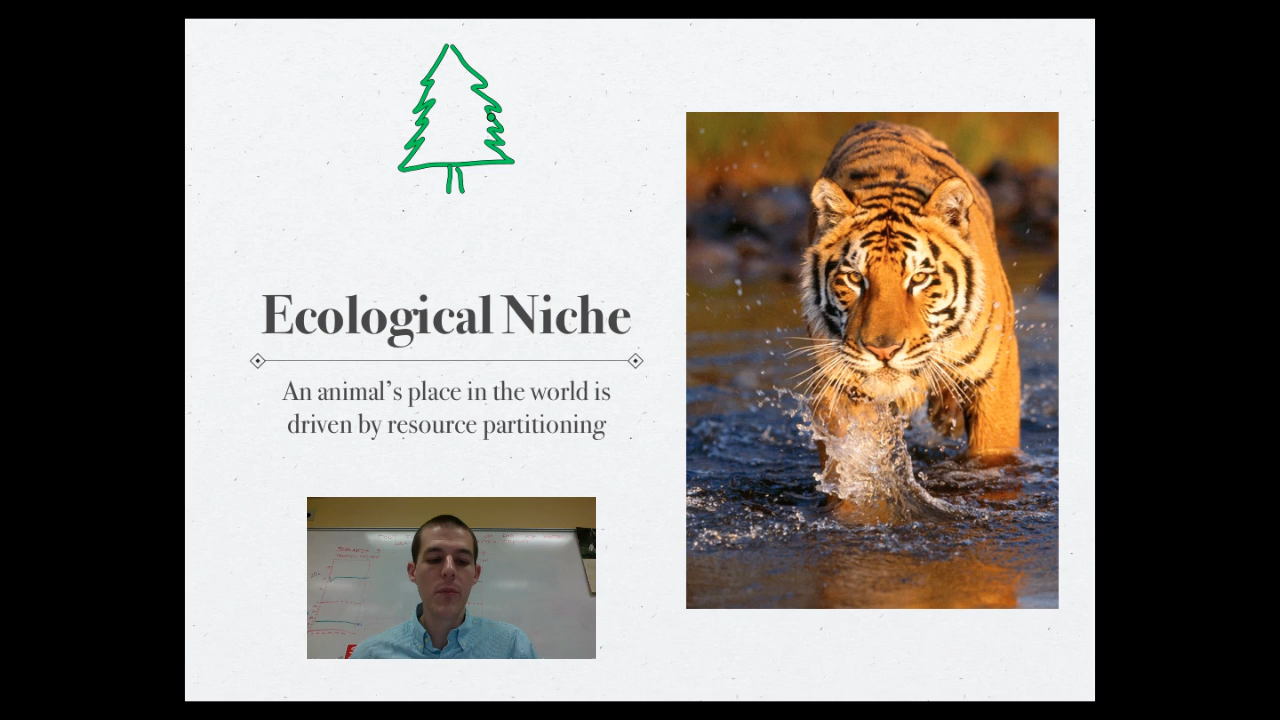 Ecological Niche
An animal’s place in the world is
driven by resource partitioning